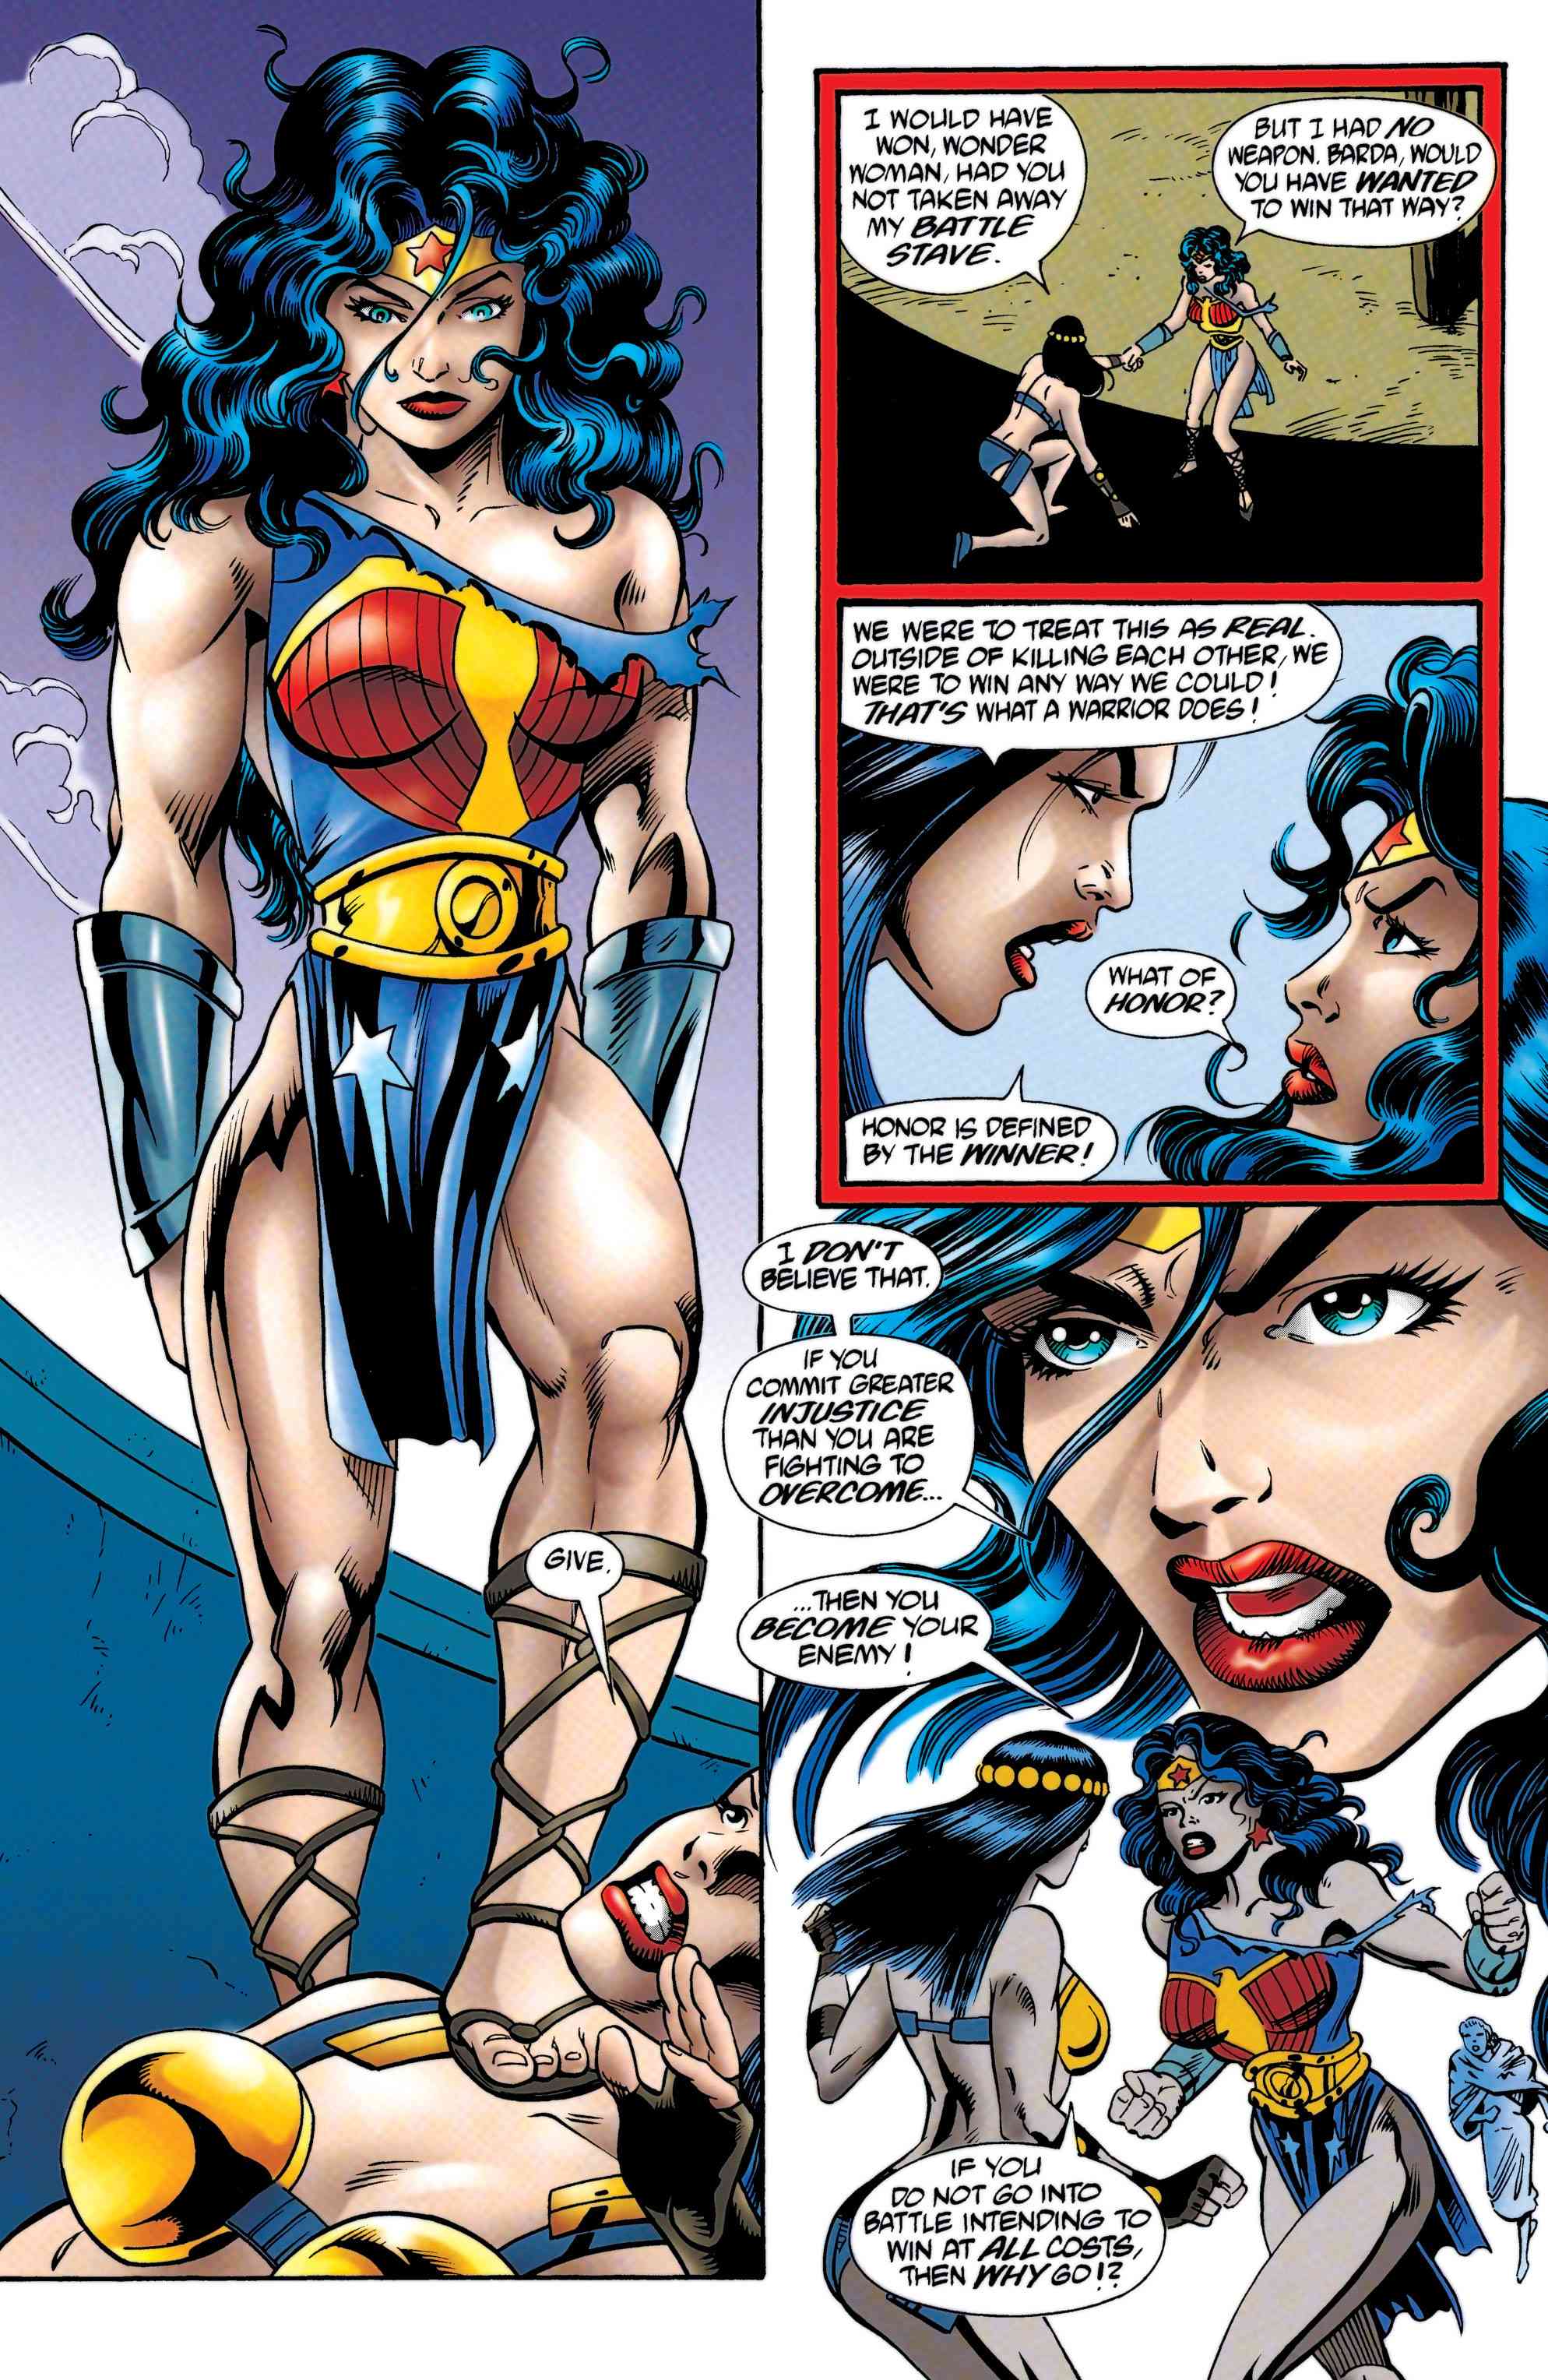 GIVE.
I WOULD HAVE
WON, WONDER
WOMAN, HAD YOU
NOT TAKEN AWAY
MY BATTLE
STAVE.
BUT I HAD NO
WEAPON. BARDA, WOULD
YOU HAVE WANTED
TO WIN THAT WAY?
WE WERE TO TREAT THIS AS REAL.
OUTSIDE OF KILLING EACH OTHER, WE
WERE TO WIN ANY WAY WE COULD!
THAT'S WHAT A WARRIOR DOES!
WHAT OF
HONOR?
HONOR IS DEFINED
BY THE WINNER!
I DON'T
BELIEVE THAT.
IF YOU
COMMIT GREATER
INJUSTICE
THAN YOU ARE
FIGHTING TO
OVERCOME...
...THEN YOU
BECOME YOUR
ENEMY!
IF YOU
DO NOT GO INTO
BATTLE INTENDING TO
WIN AT ALL COSTS,
THEN WHY GO!?